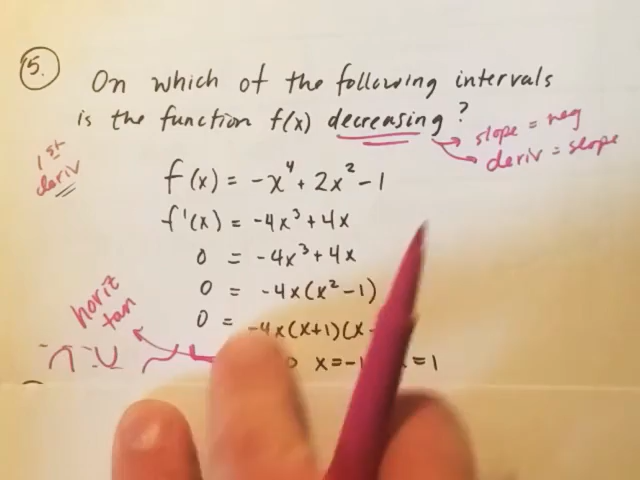 5. On which of the following intervals
is the function f(x) decreasing?
slope = neg
deriv = slope
1st
deriv
f(x) = -x⁴ + 2x² - 1
f'(x) = -4x³ + 4x
0 = -4x³ + 4x
0 = -4x(x² - 1)
horiz
tan
0 = -4x(x+1)(x-
0 x = -1 = 1